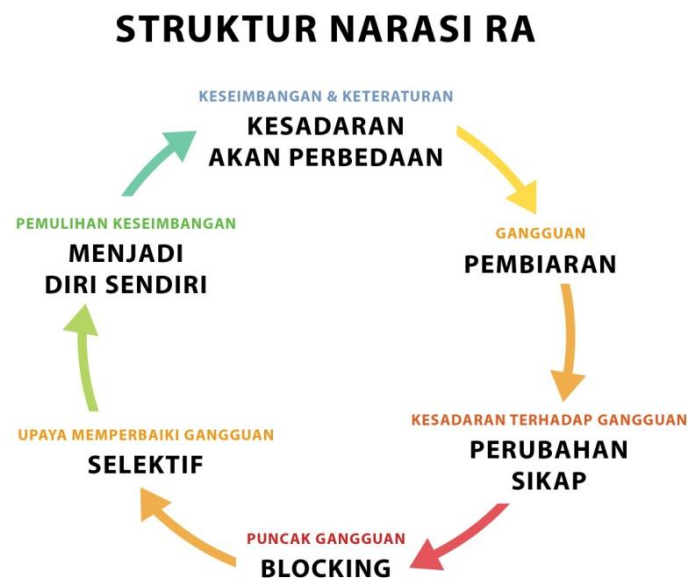 STRUKTUR NARASI RA
KESEIMBANGAN & KETERATURAN
KESADARAN
AKAN PERBEDAAN
GANGGUAN
PEMBIARAN
KESADARAN TERHADAP GANGGUAN
PERUBAHAN
SIKAP
PUNCAK GANGGUAN
BLOCKING
UPAYA MEMPERBAIKI GANGGUAN
SELEKTIF
PEMULIHAN KESEIMBANGAN
MENJADI
DIRI SENDIRI